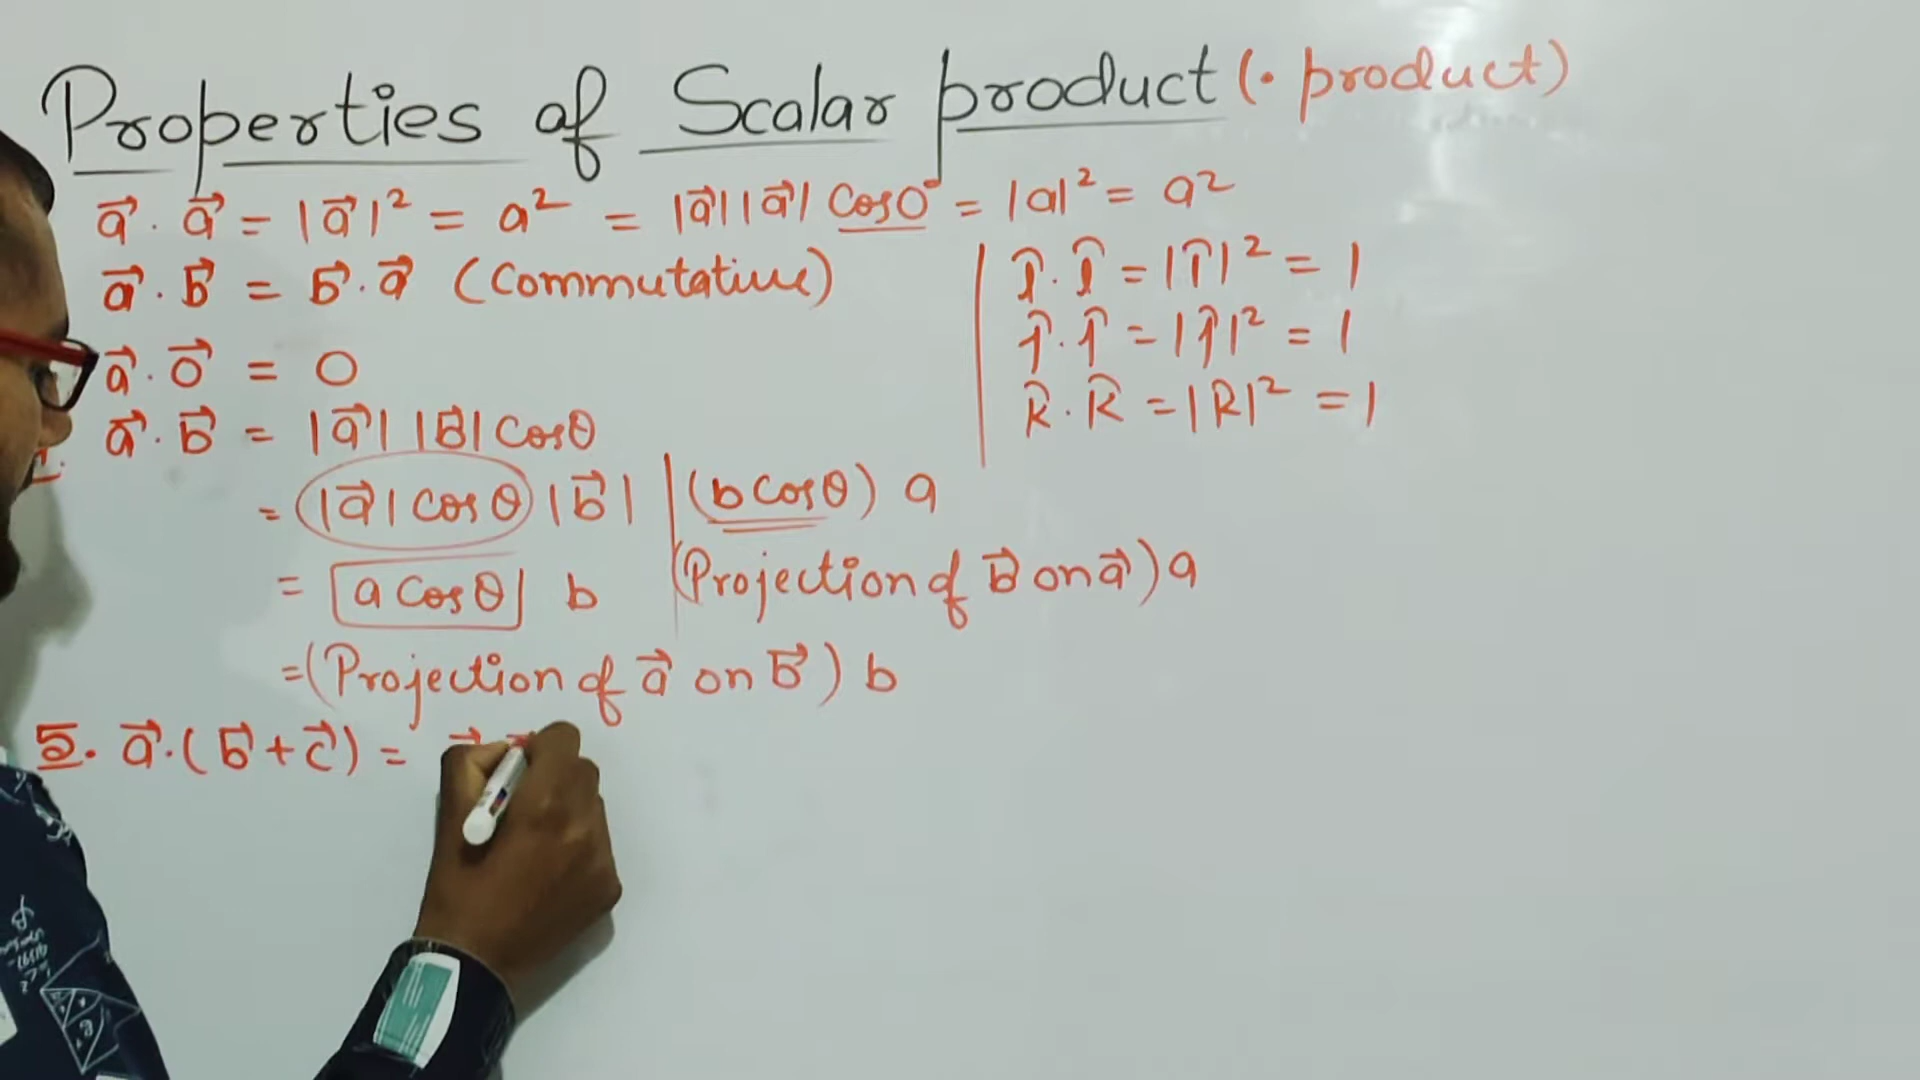 Properties of Scalar product (· product)
a⃗ · a⃗ = |a⃗|² = a² = |a⃗||a⃗| Cos0° = |a|² = a²
a⃗ · b⃗ = b⃗ · a⃗ (Commutative)
a⃗ · 0⃗ = 0
a⃗ · b⃗ = |a⃗| |b⃗| Cosθ
= |a⃗| cos θ |b⃗|
= a Cosθ b
= (Projection of a⃗ on b⃗) b
(b Cosθ) a
(Projection of b⃗ on a⃗) a
î · î = |î|² = 1
ĵ · ĵ = |ĵ|² = 1
k̂ · k̂ = |k̂|² = 1
5. a⃗ · (b⃗ + c⃗) =